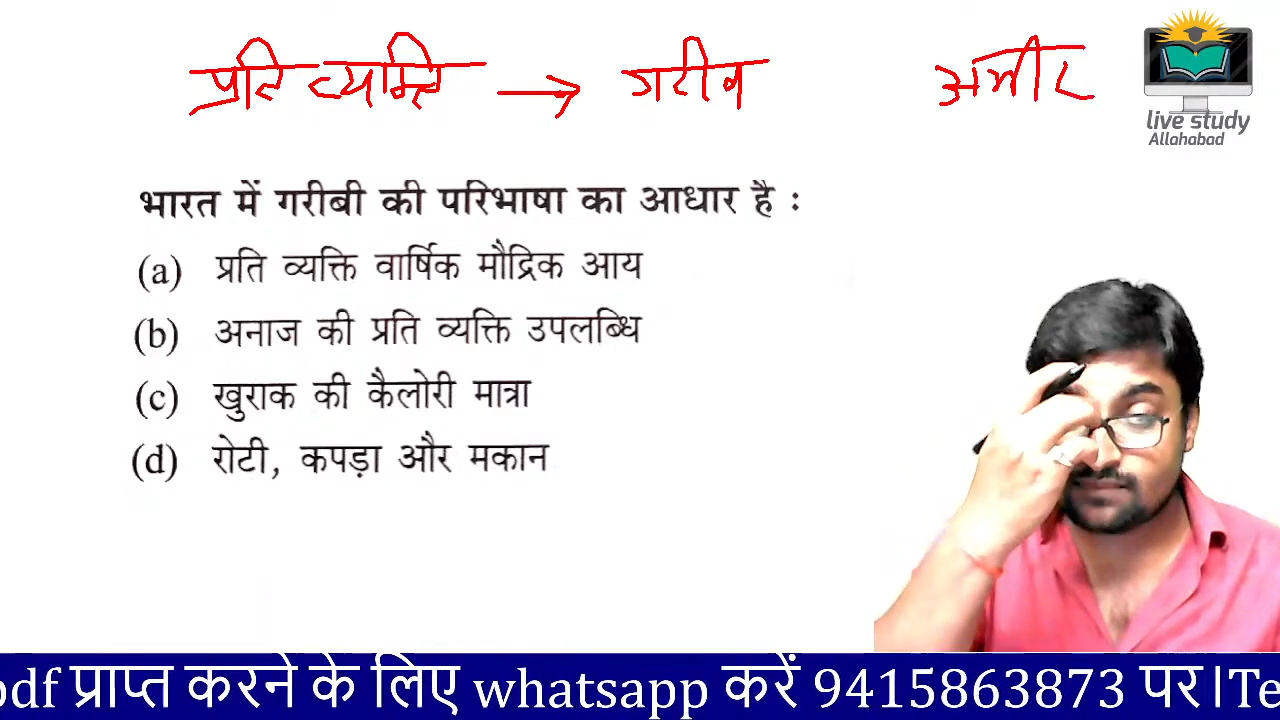 प्रति व्यक्ति → गरीब अमीर
live study
Allahabad
भारत में गरीबी की परिभाषा का आधार है :
(a) प्रति व्यक्ति वार्षिक मौद्रिक आय
(b) अनाज की प्रति व्यक्ति उपलब्धि
(c) खुराक की कैलोरी मात्रा
(d) रोटी, कपड़ा और मकान
pdf प्राप्त करने के लिए whatsapp करें 9415863873 पर।Te